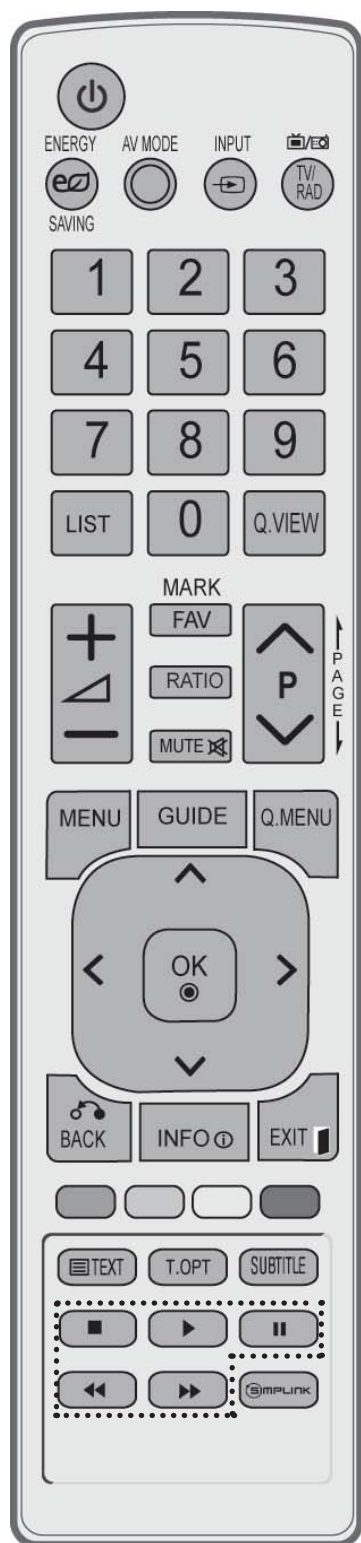 ENERGY AV MODE INPUT
TV/
RAD
SAVING
1 2 3
4 5 6
7 8 9
LIST 0 Q.VIEW
MARK
FAV
RATIO P
PAGE
MUTE
MENU GUIDE Q.MENU
OK
BACK INFO i EXIT
TEXT T.OPT SUBTITLE
SIMPLINK